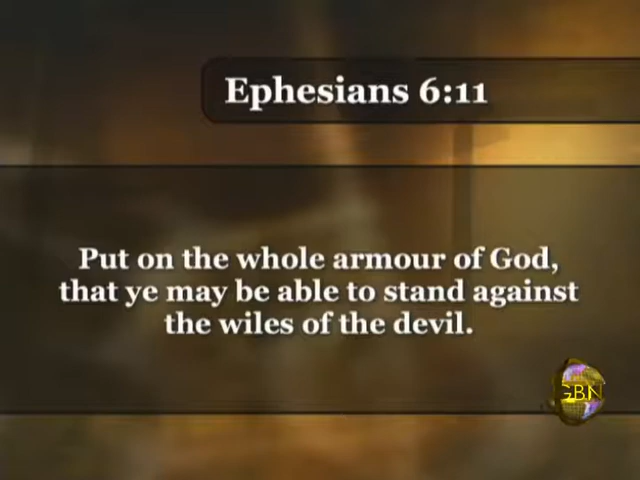 Ephesians 6:11
Put on the whole armour of God,
that ye may be able to stand against
the wiles of the devil.
GBN